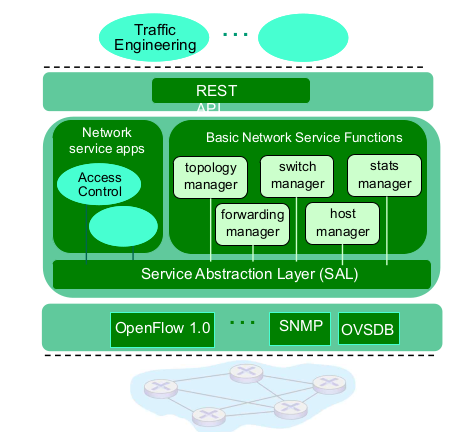 Traffic
Engineering
...
REST
API
Network
service apps
Basic Network Service Functions
Access
Control
topology
manager
switch
manager
stats
manager
forwarding
manager
host
manager
Service Abstraction Layer (SAL)
OpenFlow 1.0
...
SNMP
OVSDB